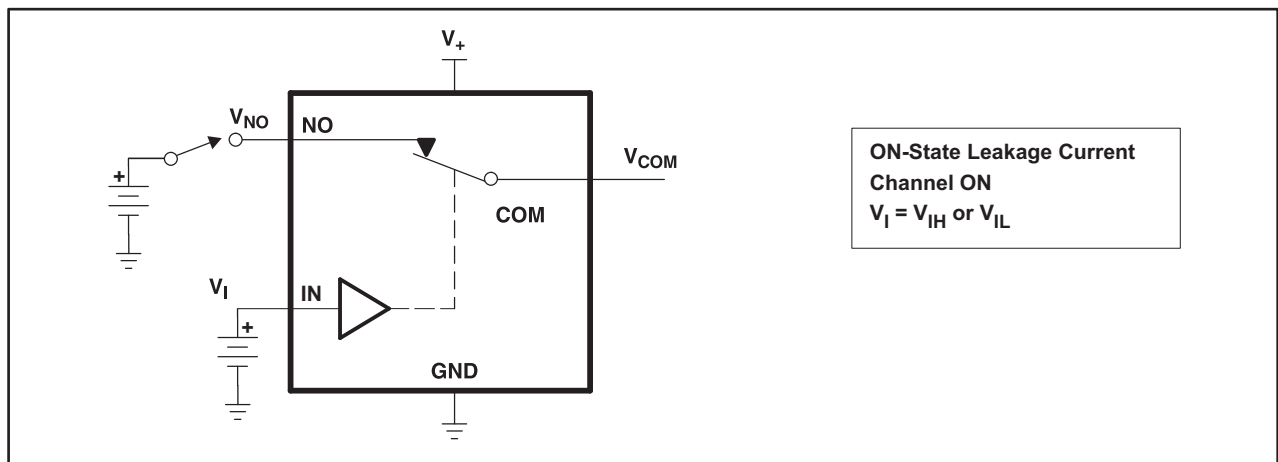 V+
VNO
NO
VCOM
COM
+
VI
IN
+
GND
ON-State Leakage Current
Channel ON
VI = VIH or VIL